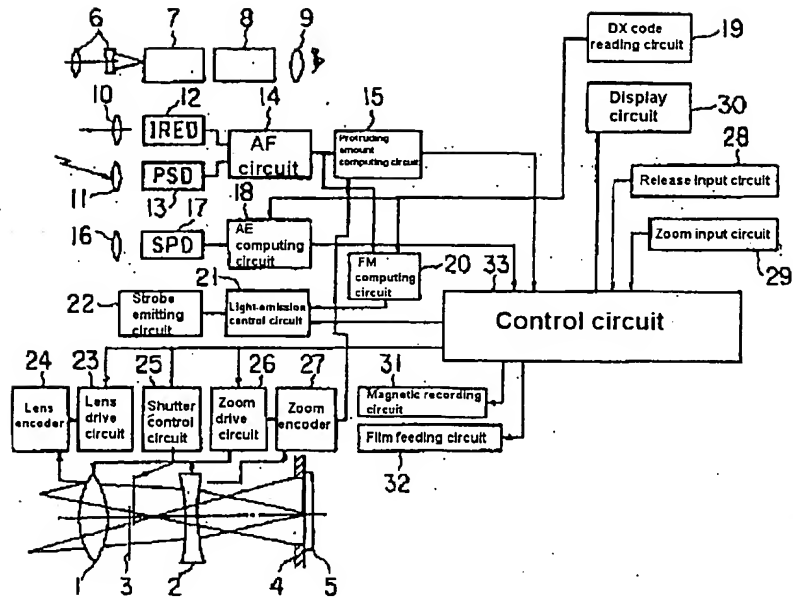 6
7
8
9
DX code
reading circuit
19
10
12
IRED
14
AF
circuit
15
Protruding
amount
computing circuit
Display
circuit
30
11
PSD
13
17
18
28
Release input circuit
16
SPD
AE
computing
circuit
Zoom input circuit
29
21
FM
computing
circuit
20
33
22
Strobe
emitting
circuit
Light-emission
control circuit
Control circuit
24
23
25
26
27
31
Lens
encoder
Lens
drive
circuit
Shutter
control
circuit
Zoom
drive
circuit
Zoom
encoder
Magnetic recording
circuit
Film feeding circuit
32
1
3
2
4
5